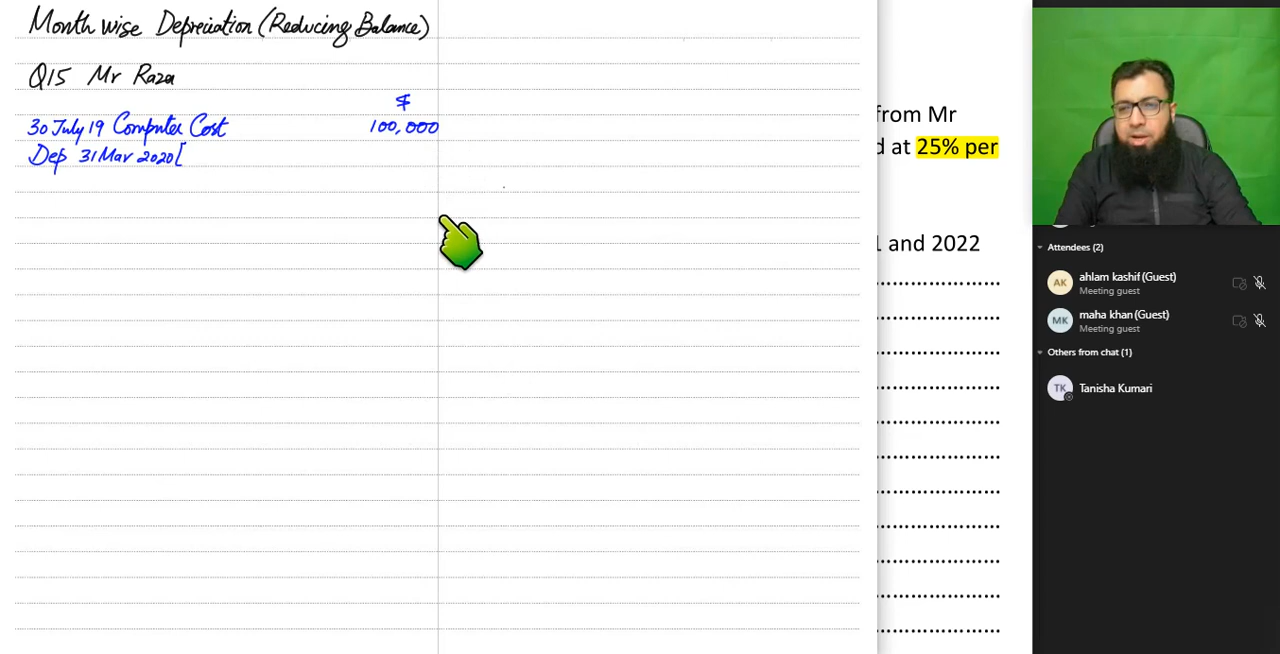 Month wise Depreciation (Reducing Balance)
Q15 Mr Raza
$
30 July 19 Computer Cost 100,000
Dep 31 Mar 2020 [
from Mr
d at 25% per
1 and 2022
Attendees (2)
AK ahlam kashif (Guest)
Meeting guest
MK maha khan (Guest)
Meeting guest
Others from chat (1)
TK Tanisha Kumari